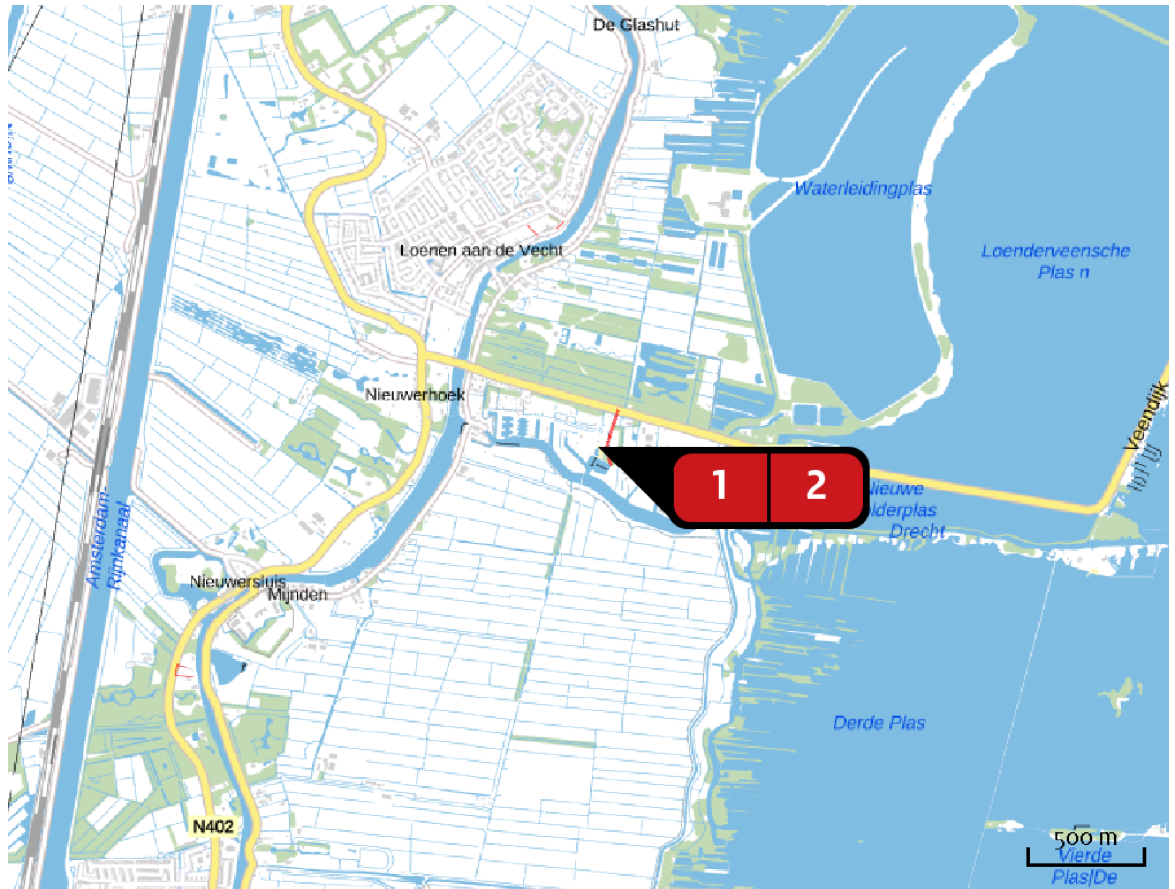 De Glashut
Waterleidingplas
Loenen aan de Vecht
Loenderveensche
Plas n
Nieuwerhoek
Veendijk
1 2
Nieuwe
lderplas
Drecht
Amsterdam-
Rijnkanaal
Nieuwersluis
Mijnden
Derde Plas
N402
500 m
Vierde
Plas|De